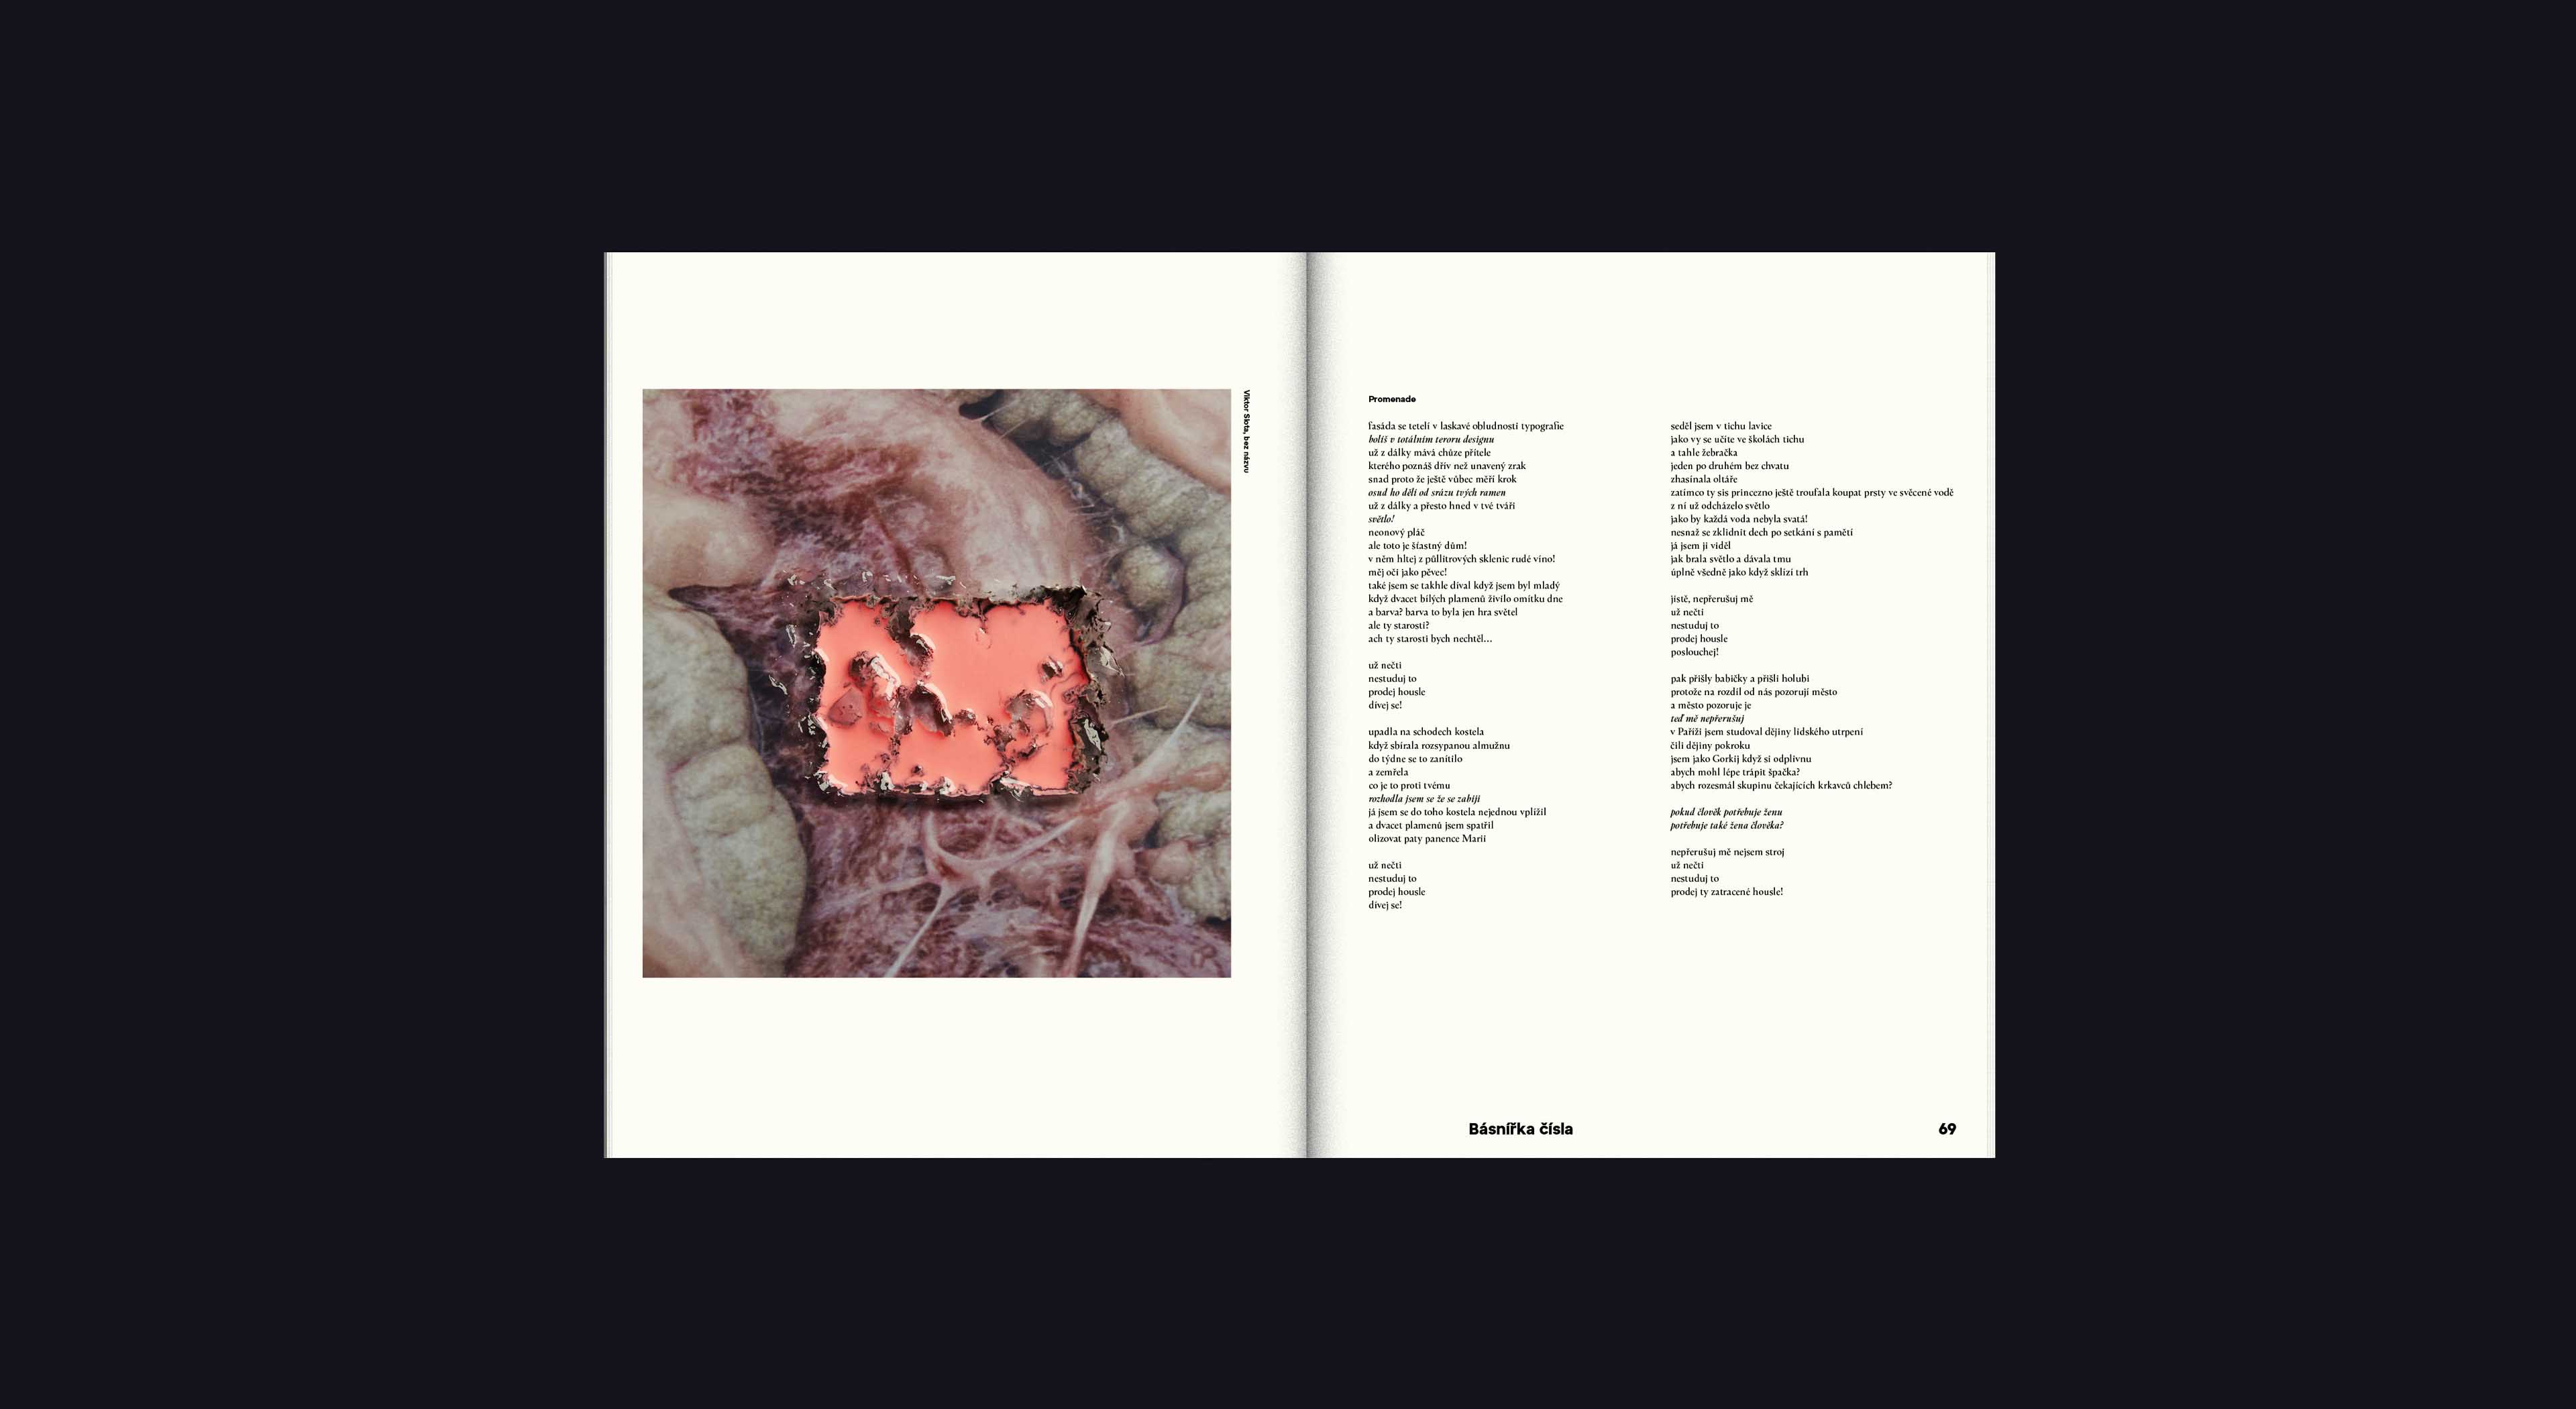 Viktor Slota, bez názvu
Promenade
fasáda se tetelí v laskavé obludnosti typografie
bolíš v totálním teroru designu
už z dálky mává chůze přítele
kterého poznáš dřív než unavený zrak
snad proto že ještě vůbec měří krok
osud ho dělí od srázu tvých ramen
už z dálky a přesto hned v tvé tváři
světlo!
neonový pláč
ale toto je šťastný dům!
v něm hltej z půllitrových sklenic rudé víno!
měj oči jako pěvec!
také jsem se takhle díval když jsem byl mladý
když dvacet bílých plamenů živilo omítku dne
a barva? barva to byla jen hra světel
ale ty starosti?
ach ty starosti bych nechtěl...

už nečti
nestuduj to
prodej housle
dívej se!

upadla na schodech kostela
když sbírala rozsypanou almužnu
do týdne se to zanítilo
a zemřela
co je to proti tvému
rozhodla jsem se že se zabiji
já jsem se do toho kostela nejednou vplížil
a dvacet plamenů jsem spatřil
olizovat paty panence Marii

už nečti
nestuduj to
prodej housle
dívej se!

seděl jsem v tichu lavice
jako vy se učíte ve školách tichu
a tahle žebračka
jeden po druhém bez chvatu
zhasínala oltáře
zatímco ty sis princezno ještě troufala koupat prsty ve svěcené vodě
z ní už odcházelo světlo
jako by každá voda nebyla svatá!
nesnaž se zklidnit dech po setkání s pamětí
já jsem ji viděl
jak brala světlo a dávala tmu
úplně všedně jako když sklízí trh

jistě, nepřerušuj mě
už nečti
nestuduj to
prodej housle
poslouchej!

pak přišly babičky a přišli holubi
protože na rozdíl od nás pozorují město
a město pozoruje je
teď mě nepřerušuj
v Paříži jsem studoval dějiny lidského utrpení
čili dějiny pokroku
jsem jako Gorkij když si odplivnu
abych mohl lépe trápit špačka?
abych rozesmál skupinu čekajících krkavců chlebem?

pokud člověk potřebuje ženu
potřebuje také žena člověka?

nepřerušuj mě nejsem stroj
už nečti
nestuduj to
prodej ty zatracené housle!
Básnířka čísla
69